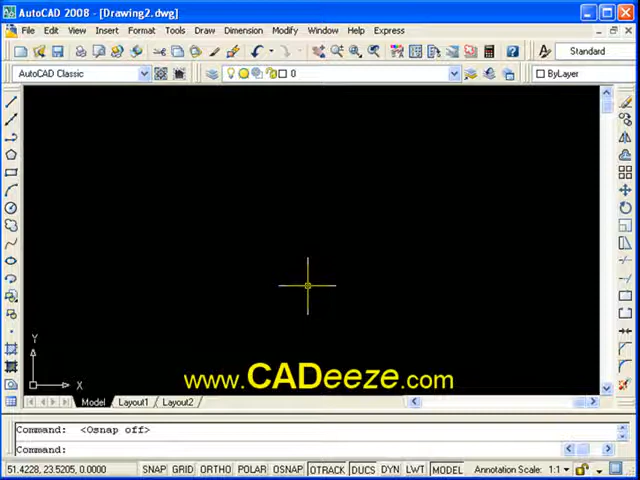 AutoCAD 2008 - [Drawing2.dwg]
File Edit View Insert Format Tools Draw Dimension Modify Window Help Express
Standard
AutoCAD Classic
0
ByLayer
Y
X
www.CADeeze.com
Model Layout1 Layout2
Command: <Osnap off>
Command:
51.4228, 23.5205, 0.0000 SNAP GRID ORTHO POLAR OSNAP OTRACK DUCS DYN LWT MODEL Annotation Scale: 1:1